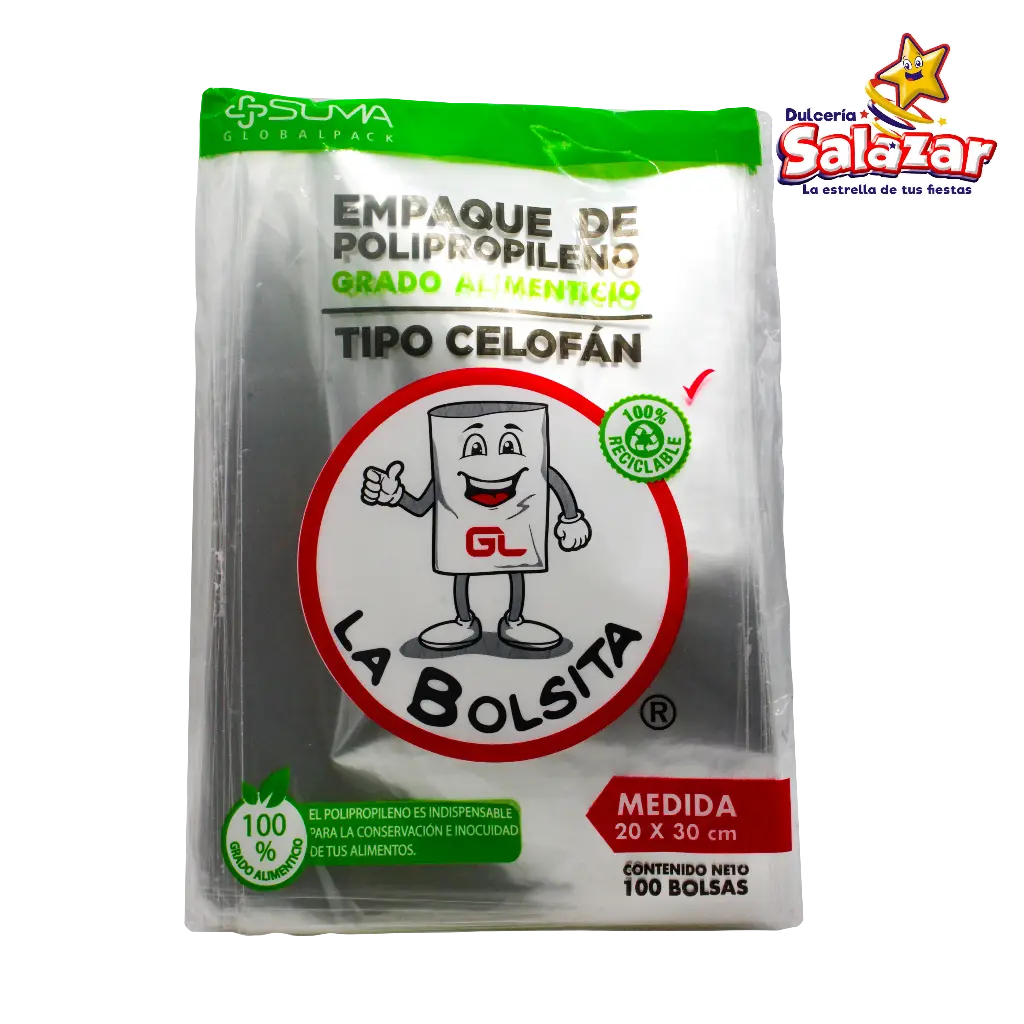 Dulcería
Salazar
La estrella de tus fiestas
SUMA
GLOBALPACK
EMPAQUE DE
POLIPROPILENO
GRADO ALIMENTICIO
TIPO CELOFÁN
100%
RECICLABLE
GL
LA BOLSITA
®
100
%
GRADO ALIMENTICIO
EL POLIPROPILENO ES INDISPENSABLE
PARA LA CONSERVACIÓN E INOCUIDAD
DE TUS ALIMENTOS.
MEDIDA
20 X 30 cm
CONTENIDO NETO
100 BOLSAS